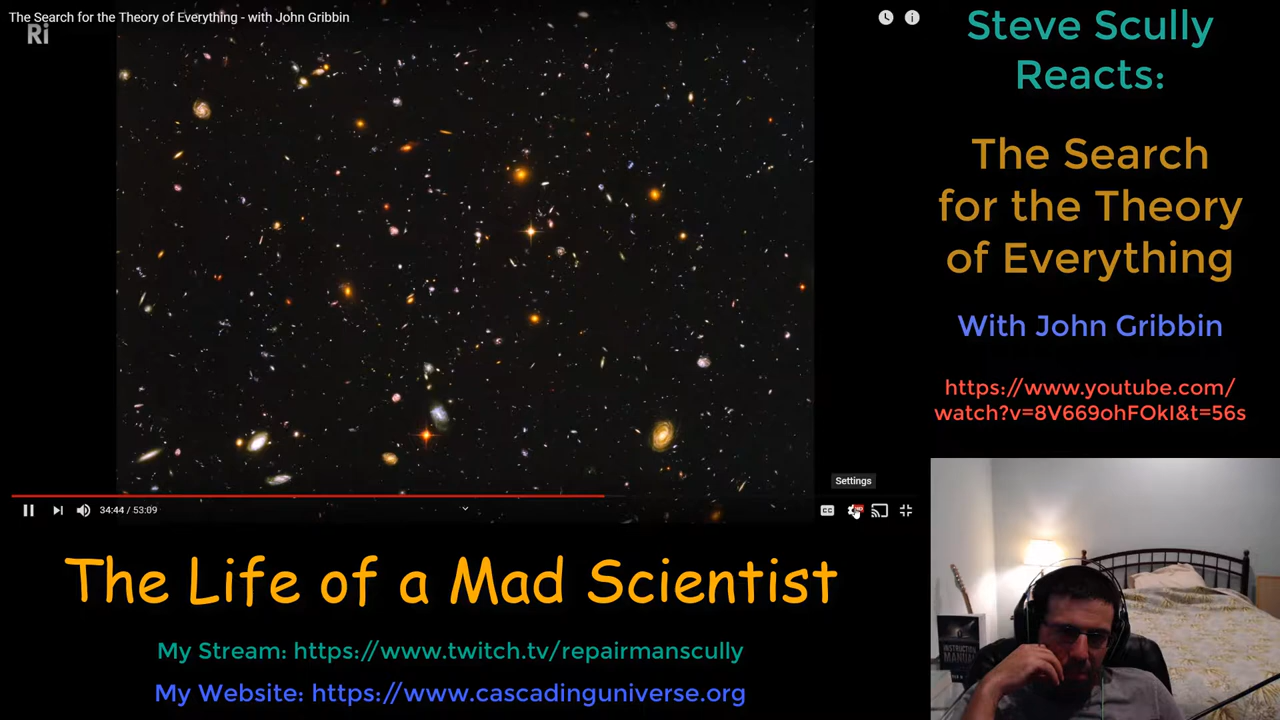 The Search for the Theory of Everything - with John Gribbin
Ri
Steve Scully
Reacts:
The Search
for the Theory
of Everything
With John Gribbin
https://www.youtube.com/
watch?v=8V669ohFOkI&t=56s
Settings
34:44 / 53:09
CC
HD
INSTRUCTION
MANUAL
The Life of a Mad Scientist
My Stream: https://www.twitch.tv/repairmanscully
My Website: https://www.cascadinguniverse.org